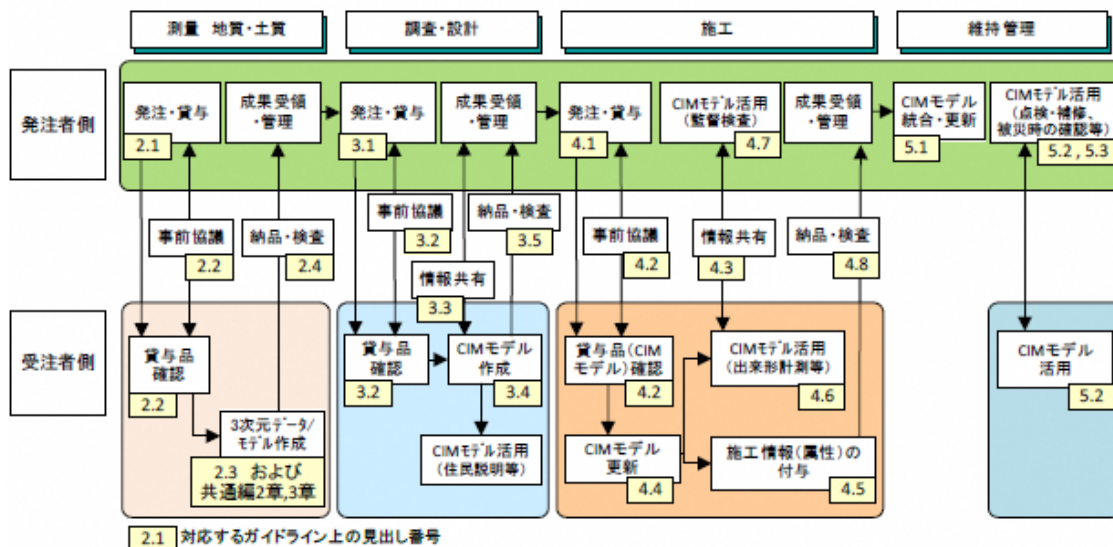 測量 地質・土質
調査・設計
施工
維持管理
発注者側
発注・貸与
2.1
成果受領
・管理
発注・貸与
3.1
成果受領
・管理
発注・貸与
4.1
CIMモデル活用
(監督検査)
4.7
成果受領
・管理
CIMモデル
統合・更新
5.1
CIMモデル活用
(点検・補修、
被災時の確認等)
5.2 , 5.3
事前協議
2.2
納品・検査
2.4
事前協議
3.2
納品・検査
3.5
情報共有
3.3
事前協議
4.2
情報共有
4.3
納品・検査
4.8
受注者側
貸与品
確認
2.2
3次元データ/
モデル作成
2.3 および
共通編2章,3章
貸与品
確認
3.2
CIMモデル
作成
3.4
CIMモデル活用
(住民説明等)
貸与品(CIM
モデル)確認
4.2
CIMモデル
更新
4.4
CIMモデル活用
(出来形計測等)
4.6
施工情報(属性)の
付与
4.5
CIMモデル
活用
5.2
2.1 対応するガイドライン上の見出し番号